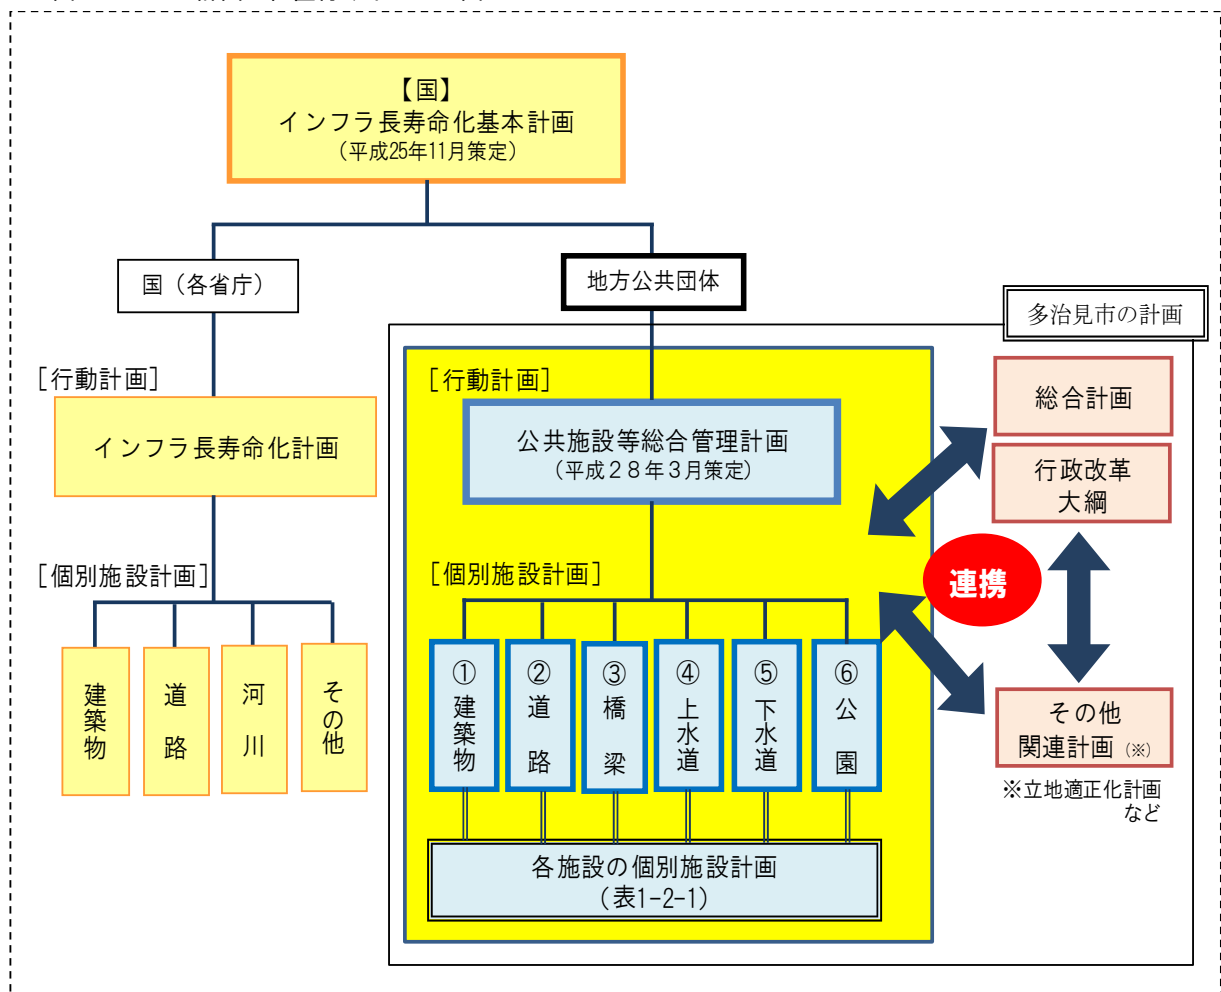 【国】
インフラ長寿命化基本計画
(平成25年11月策定)
国(各省庁)
地方公共団体
多治見市の計画
[行動計画]
インフラ長寿命化計画
[行動計画]
公共施設等総合管理計画
(平成28年3月策定)
総合計画
行政改革
大綱
連携
[個別施設計画]
建築物
道路
河川
その他
[個別施設計画]
①建築物
②道路
③橋梁
④上水道
⑤下水道
⑥公園
その他
関連計画(※)
※立地適正化計画
など
各施設の個別施設計画
(表1-2-1)